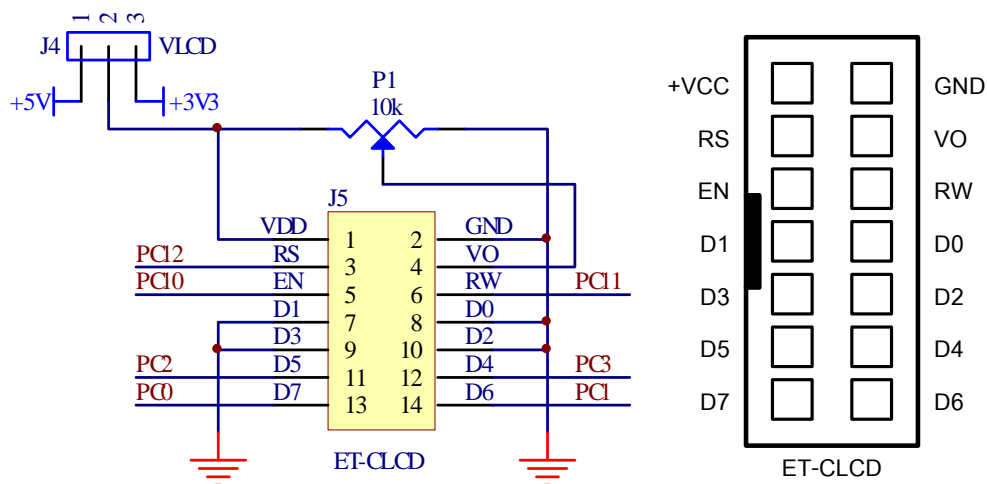 1 2 3
J4 VLCD
+5V +3V3
P1
10k
J5
VDD 1 2 GND
PC12 RS 3 4 VO
PC10 EN 5 6 RW PC11
D1 7 8 D0
D3 9 10 D2
PC2 D5 11 12 D4 PC3
PC0 D7 13 14 D6 PC1
ET-CLCD
+VCC GND
RS VO
EN RW
D1 D0
D3 D2
D5 D4
D7 D6
ET-CLCD